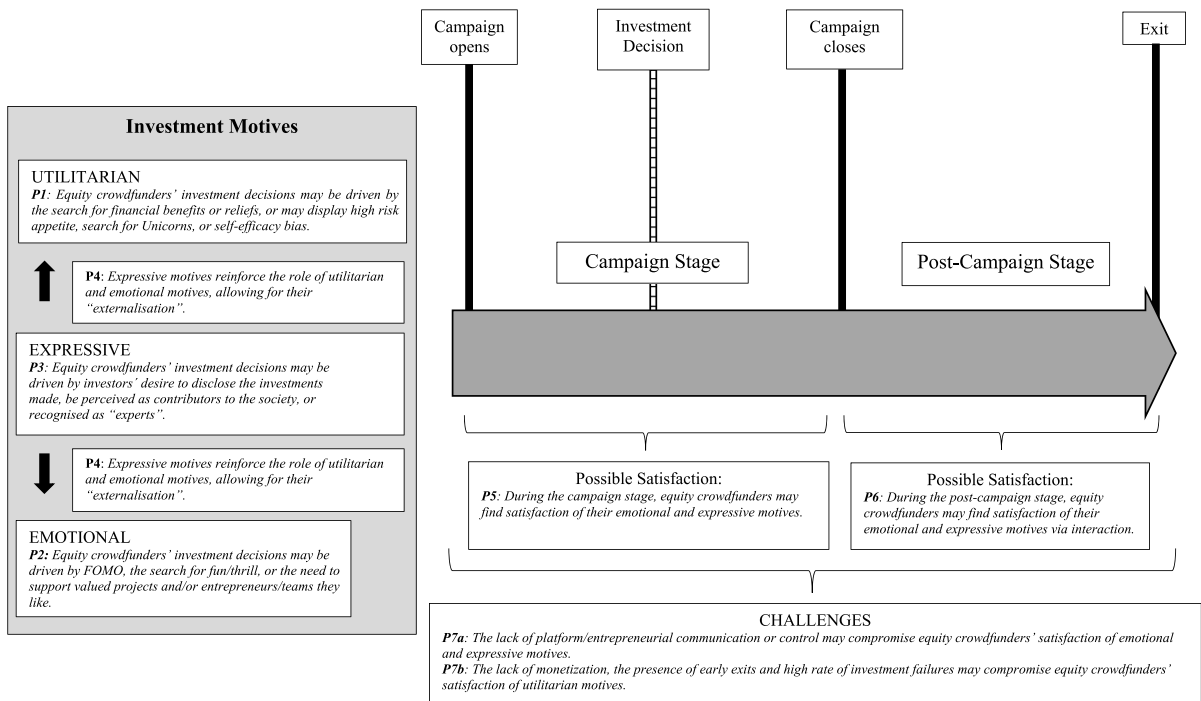 Campaign
opens
Investment
Decision
Campaign
closes
Exit
Investment Motives
UTILITARIAN
P1: Equity crowdfunders’ investment decisions may be driven by
the search for financial benefits or reliefs, or may display high risk
appetite, search for Unicorns, or self-efficacy bias.
P4: Expressive motives reinforce the role of utilitarian
and emotional motives, allowing for their
“externalisation”.
EXPRESSIVE
P3: Equity crowdfunders’ investment decisions may be
driven by investors´ desire to disclose the investments
made, be perceived as contributors to the society, or
recognised as “experts”.
P4: Expressive motives reinforce the role of utilitarian
and emotional motives, allowing for their
“externalisation”.
EMOTIONAL
P2: Equity crowdfunders’ investment decisions may be
driven by FOMO, the search for fun/thrill, or the need to
support valued projects and/or entrepreneurs/teams they
like.
Campaign Stage
Post-Campaign Stage
Possible Satisfaction:
P5: During the campaign stage, equity crowdfunders may
find satisfaction of their emotional and expressive motives.
Possible Satisfaction:
P6: During the post-campaign stage, equity
crowdfunders may find satisfaction of their
emotional and expressive motives via interaction.
CHALLENGES
P7a: The lack of platform/entrepreneurial communication or control may compromise equity crowdfunders’ satisfaction of emotional
and expressive motives.
P7b: The lack of monetization, the presence of early exits and high rate of investment failures may compromise equity crowdfunders’
satisfaction of utilitarian motives.